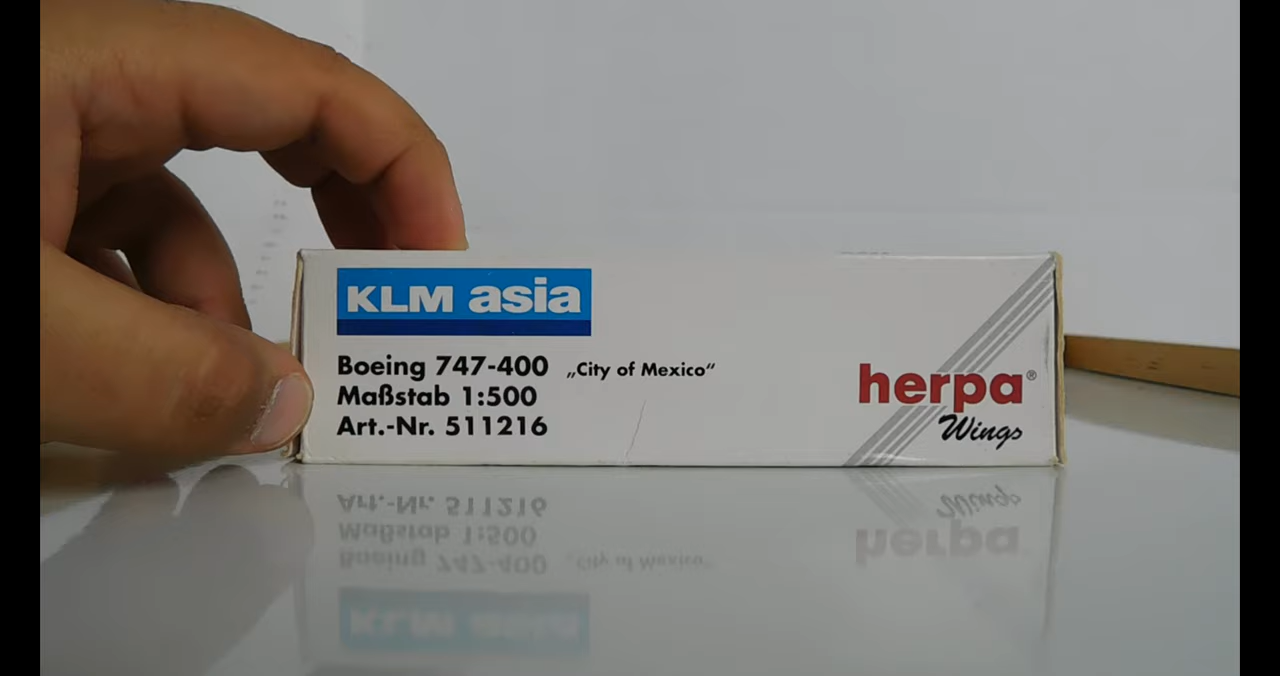 KLM asia
Boeing 747-400 „City of Mexico“
Maßstab 1:500
Art.-Nr. 511216
herpa®
Wings